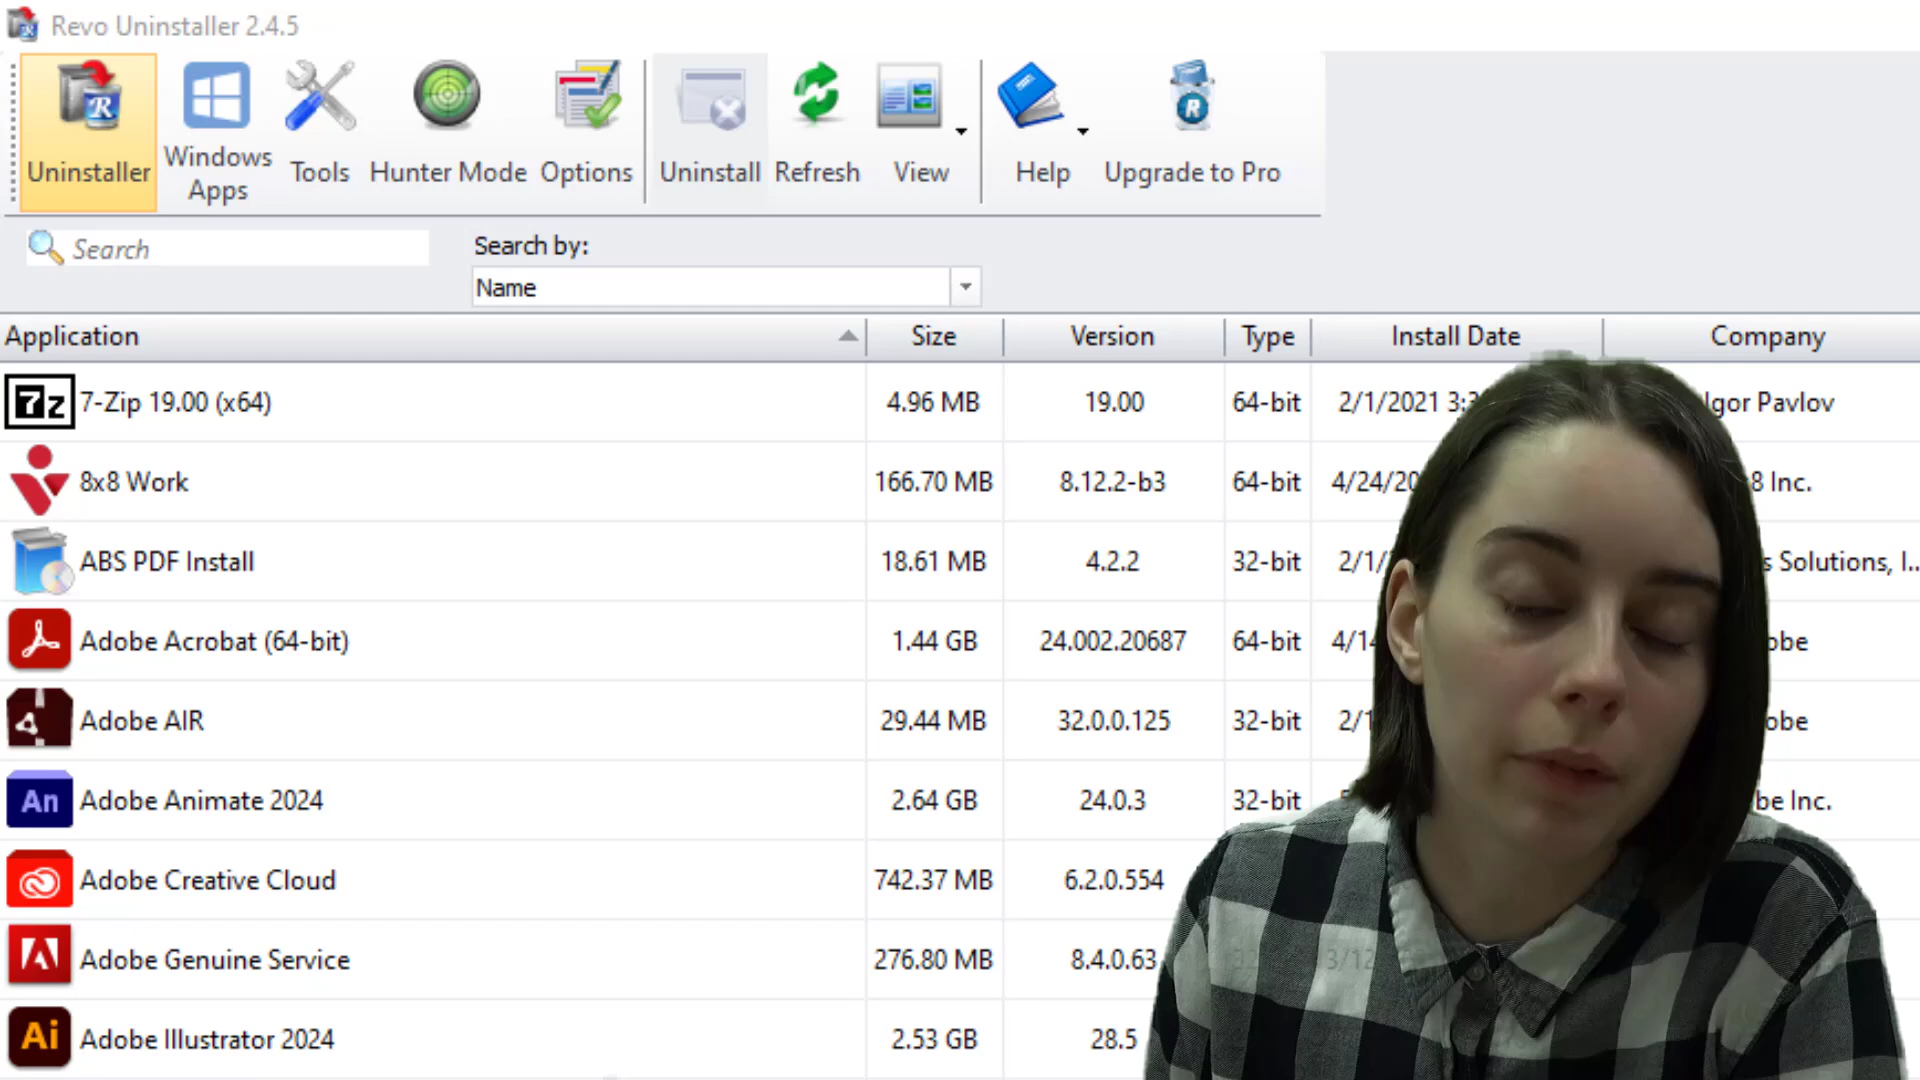 Revo Uninstaller 2.4.5
Uninstaller
Windows Apps
Tools
Hunter Mode
Options
Uninstall
Refresh
View
Help
Upgrade to Pro
Search
Search by:
Name
Application Size Version Type Install Date Company
7-Zip 19.00 (x64) 4.96 MB 19.00 64-bit 2/1/2021 Igor Pavlov
8x8 Work 166.70 MB 8.12.2-b3 64-bit 4/24/20 8 Inc.
ABS PDF Install 18.61 MB 4.2.2 32-bit 2/1/ Solutions, I...
Adobe Acrobat (64-bit) 1.44 GB 24.002.20687 64-bit 4/14
Adobe AIR 29.44 MB 32.0.0.125 32-bit 2/1
An Adobe Animate 2024 2.64 GB 24.0.3 32-bit be Inc.
Adobe Creative Cloud 742.37 MB 6.2.0.554
Adobe Genuine Service 276.80 MB 8.4.0.63
Ai Adobe Illustrator 2024 2.53 GB 28.5